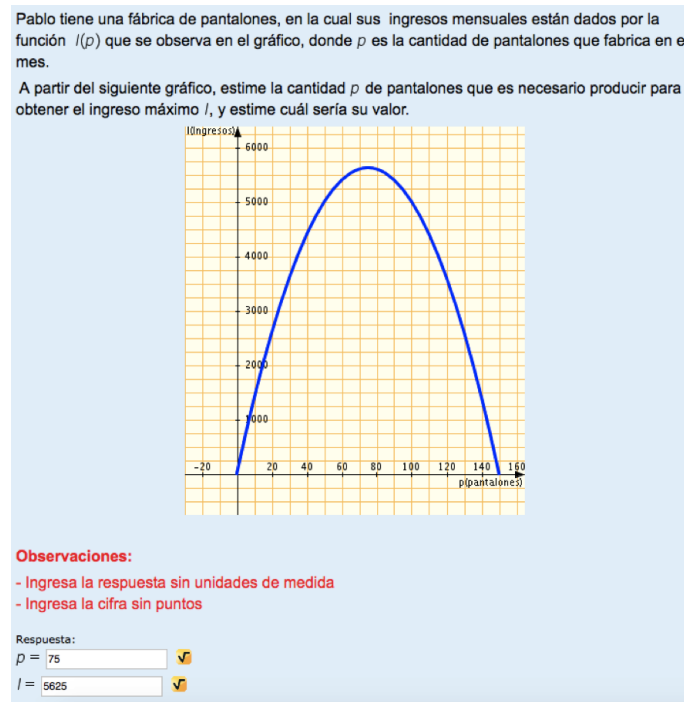 Pablo tiene una fábrica de pantalones, en la cual sus ingresos mensuales están dados por la
función I(p) que se observa en el gráfico, donde p es la cantidad de pantalones que fabrica en e
mes.
A partir del siguiente gráfico, estime la cantidad p de pantalones que es necesario producir para
obtener el ingreso máximo I, y estime cuál sería su valor.
I(Ingresos)
6000
5000
4000
3000
2000
1000
-20 20 40 60 80 100 120 140 160
p(pantalones)
Observaciones:
- Ingresa la respuesta sin unidades de medida
- Ingresa la cifra sin puntos
Respuesta:
p = 75
I = 5625